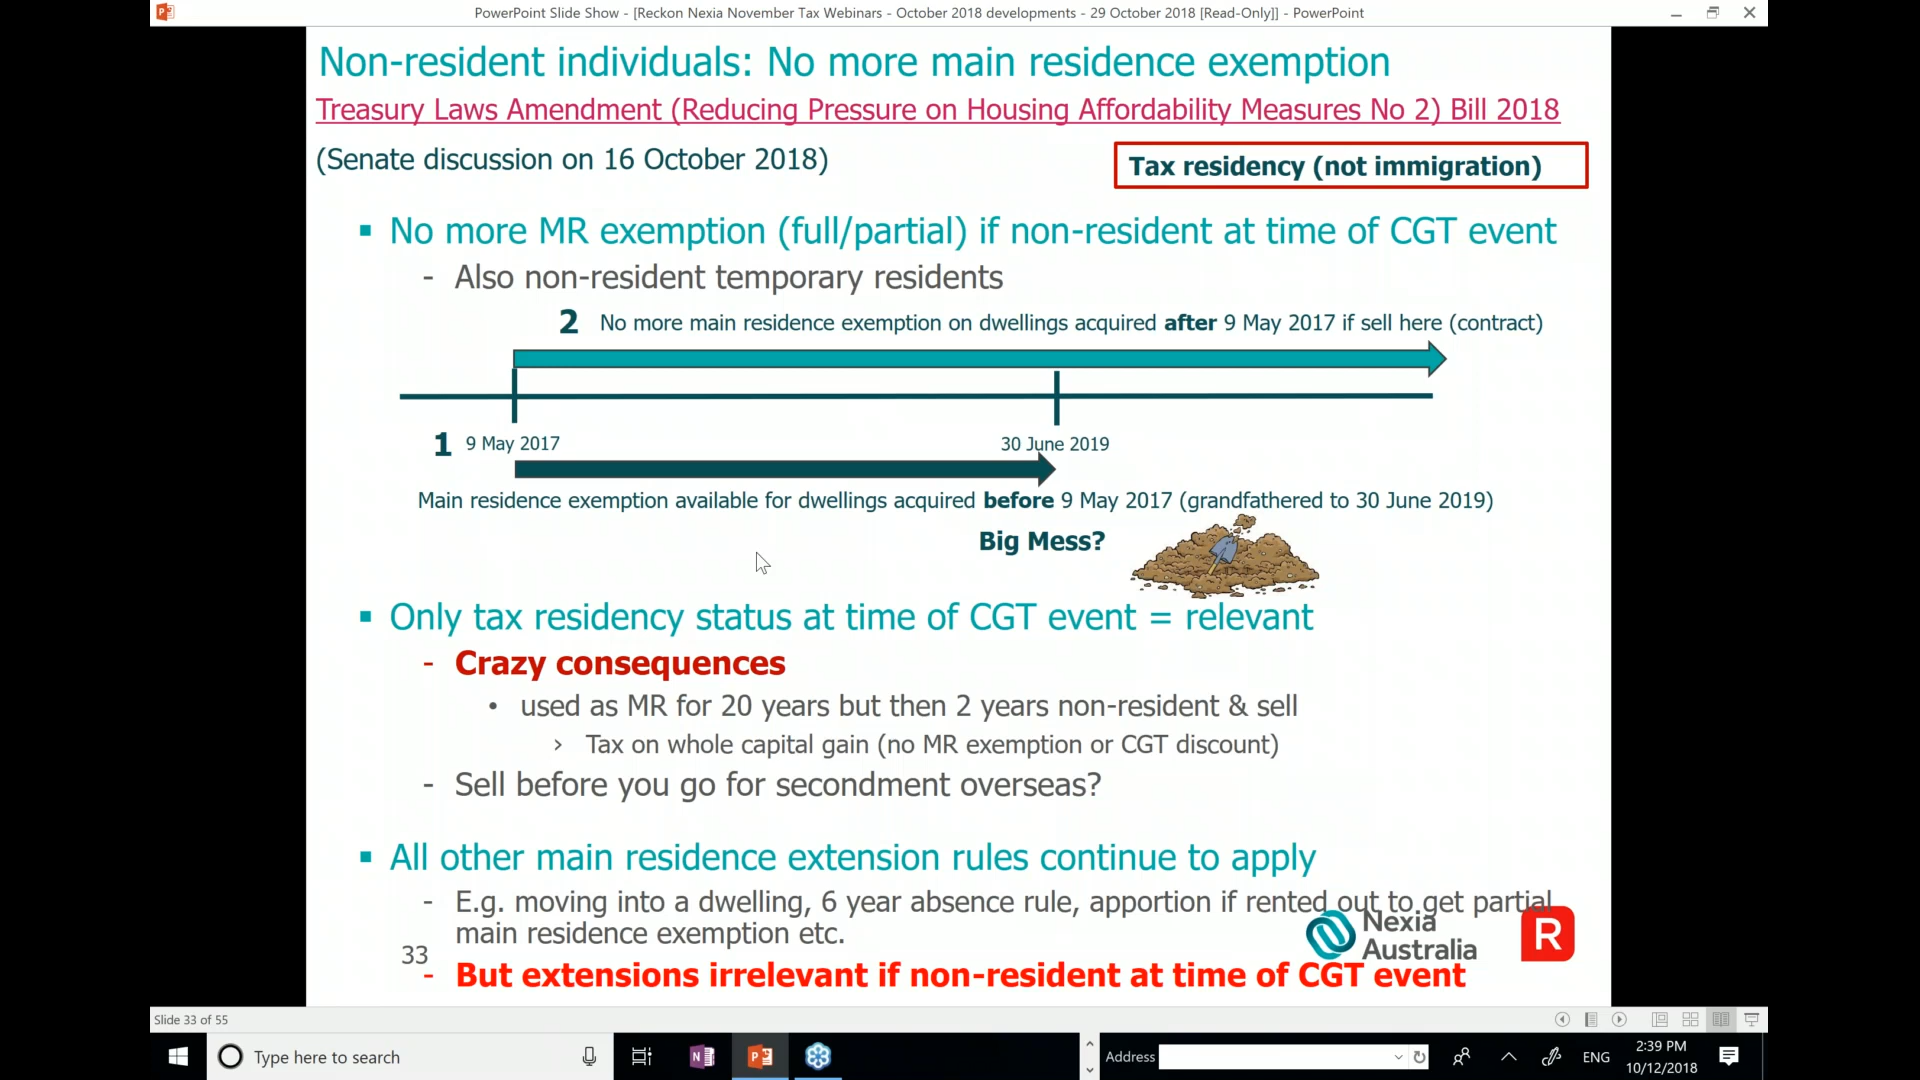 PowerPoint Slide Show - [Reckon Nexia November Tax Webinars - October 2018 developments - 29 October 2018 [Read-Only]] - PowerPoint
Non-resident individuals: No more main residence exemption
Treasury Laws Amendment (Reducing Pressure on Housing Affordability Measures No 2) Bill 2018
(Senate discussion on 16 October 2018)
Tax residency (not immigration)
▪ No more MR exemption (full/partial) if non-resident at time of CGT event
- Also non-resident temporary residents
2 No more main residence exemption on dwellings acquired after 9 May 2017 if sell here (contract)
1 9 May 2017
30 June 2019
Main residence exemption available for dwellings acquired before 9 May 2017 (grandfathered to 30 June 2019)
Big Mess?
▪ Only tax residency status at time of CGT event = relevant
- Crazy consequences
• used as MR for 20 years but then 2 years non-resident & sell
› Tax on whole capital gain (no MR exemption or CGT discount)
- Sell before you go for secondment overseas?
▪ All other main residence extension rules continue to apply
- E.g. moving into a dwelling, 6 year absence rule, apportion if rented out to get partial
main residence exemption etc.
- But extensions irrelevant if non-resident at time of CGT event
33
Nexia
Australia
R
Slide 33 of 55
Type here to search
N
P
Address
ENG
2:39 PM
10/12/2018